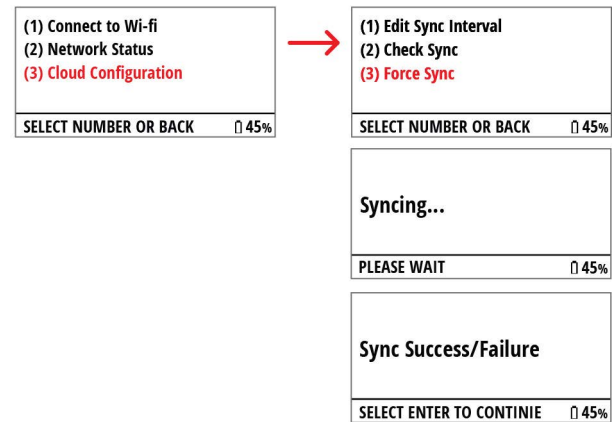 (1) Connect to Wi-fi
(2) Network Status
(3) Cloud Configuration
SELECT NUMBER OR BACK 45%
(1) Edit Sync Interval
(2) Check Sync
(3) Force Sync
SELECT NUMBER OR BACK 45%
Syncing...
PLEASE WAIT 45%
Sync Success/Failure
SELECT ENTER TO CONTINIE 45%